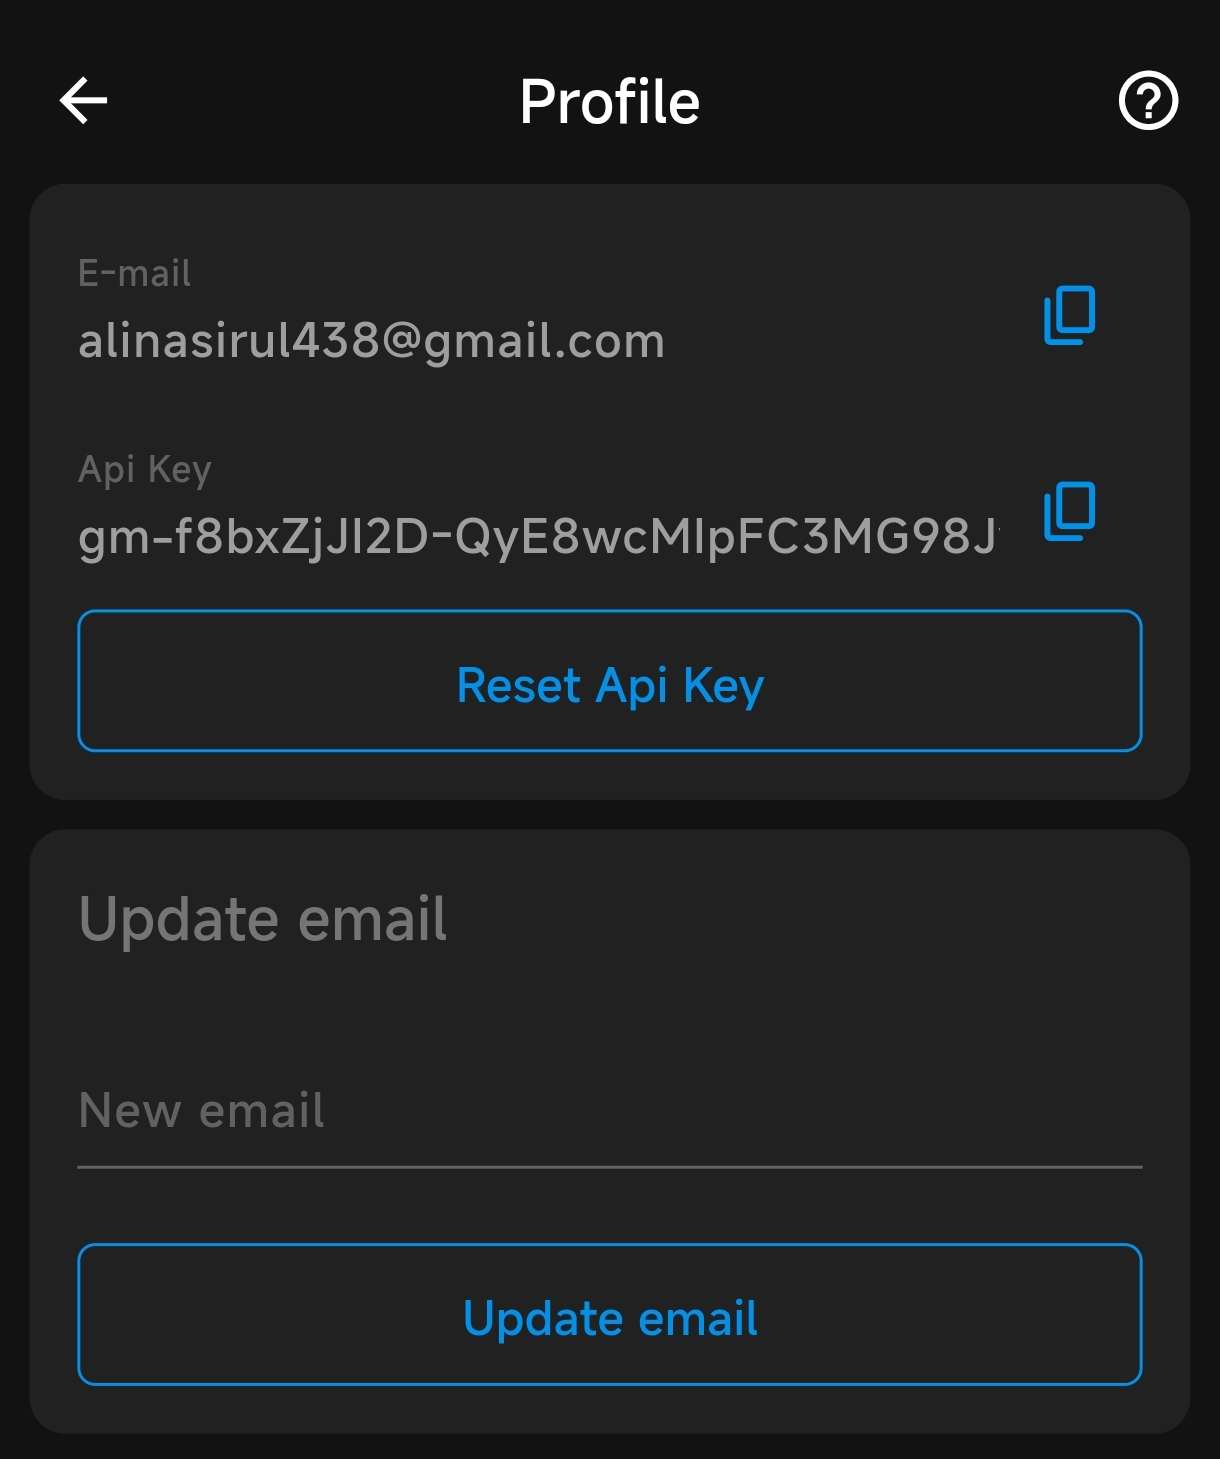 Profile
E-mail
alinasirul438@gmail.com
Api Key
gm-f8bxZjJI2D-QyE8wcMIpFC3MG98J
Reset Api Key
Update email
New email
Update email